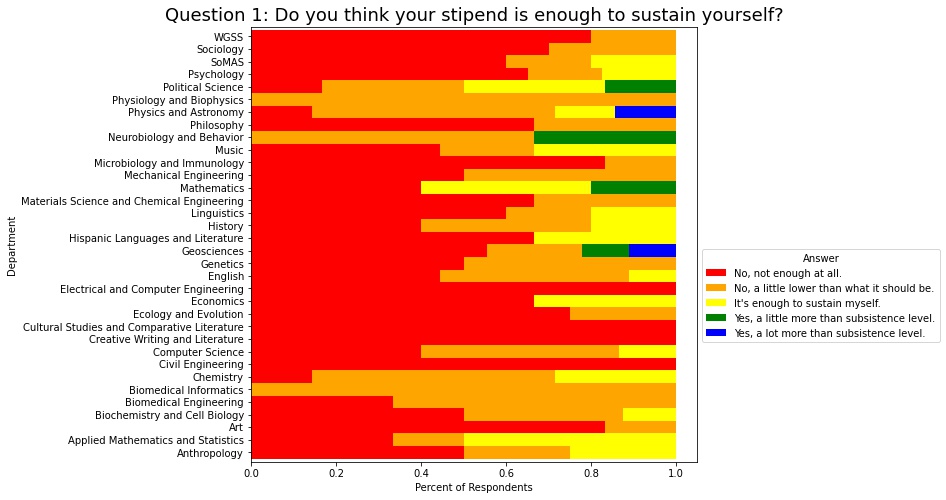 Question 1: Do you think your stipend is enough to sustain yourself?
WGSS
Sociology
SoMAS
Psychology
Political Science
Physiology and Biophysics
Physics and Astronomy
Philosophy
Neurobiology and Behavior
Music
Microbiology and Immunology
Mechanical Engineering
Mathematics
Materials Science and Chemical Engineering
Linguistics
History
Hispanic Languages and Literature
Geosciences
Genetics
English
Electrical and Computer Engineering
Economics
Ecology and Evolution
Cultural Studies and Comparative Literature
Creative Writing and Literature
Computer Science
Civil Engineering
Chemistry
Biomedical Informatics
Biomedical Engineering
Biochemistry and Cell Biology
Art
Applied Mathematics and Statistics
Anthropology
Department
0.0 0.2 0.4 0.6 0.8 1.0
Percent of Respondents
Answer
No, not enough at all.
No, a little lower than what it should be.
It's enough to sustain myself.
Yes, a little more than subsistence level.
Yes, a lot more than subsistence level.